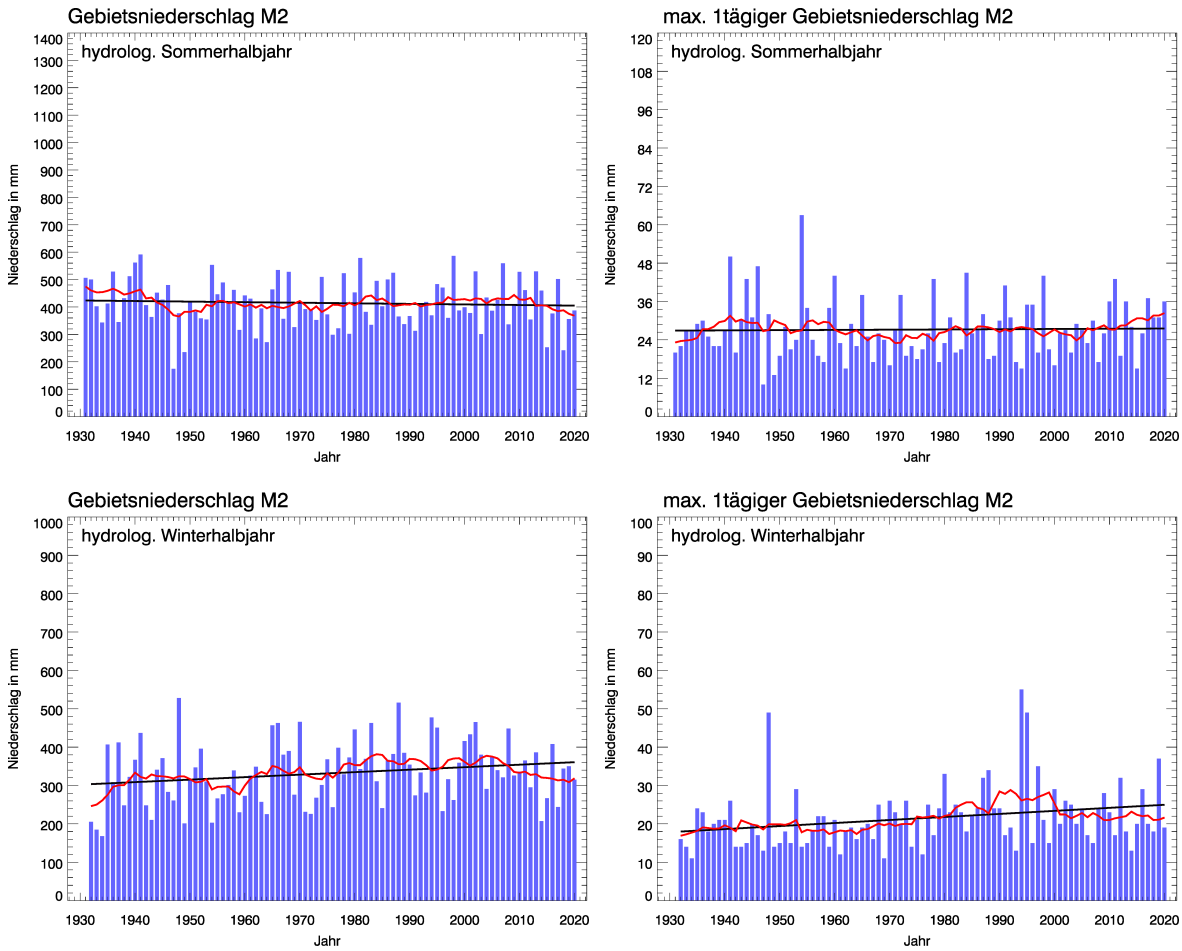 Gebietsniederschlag M2
hydrolog. Sommerhalbjahr
Niederschlag in mm
1400
1300
1200
1100
1000
900
800
700
600
500
400
300
200
100
0
1930 1940 1950 1960 1970 1980 1990 2000 2010 2020
Jahr
max. 1tägiger Gebietsniederschlag M2
hydrolog. Sommerhalbjahr
Niederschlag in mm
120
108
96
84
72
60
48
36
24
12
0
1930 1940 1950 1960 1970 1980 1990 2000 2010 2020
Jahr
Gebietsniederschlag M2
hydrolog. Winterhalbjahr
Niederschlag in mm
1000
900
800
700
600
500
400
300
200
100
0
1930 1940 1950 1960 1970 1980 1990 2000 2010 2020
Jahr
max. 1tägiger Gebietsniederschlag M2
hydrolog. Winterhalbjahr
Niederschlag in mm
100
90
80
70
60
50
40
30
20
10
0
1930 1940 1950 1960 1970 1980 1990 2000 2010 2020
Jahr